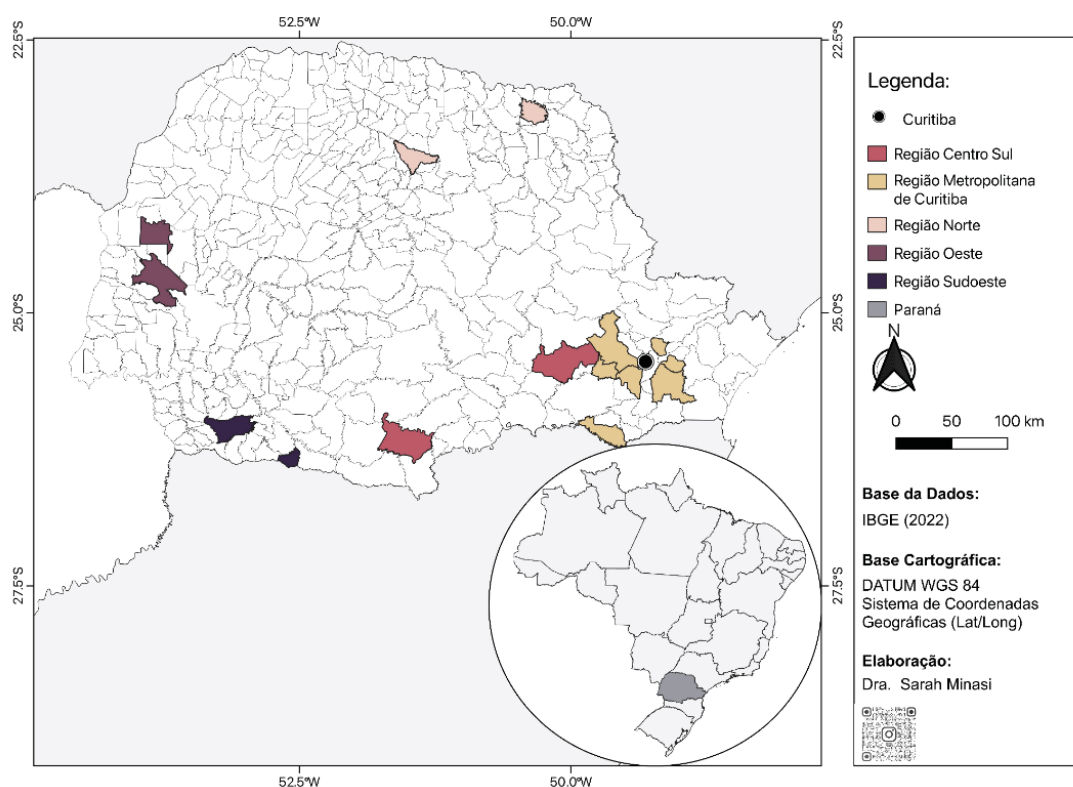 52.5°W
50.0°W
22.5°S
22.5°S
25.0°S
25.0°S
27.5°S
27.5°S
52.5°W
50.0°W
Legenda:
Curitiba
Região Centro Sul
Região Metropolitana
de Curitiba
Região Norte
Região Oeste
Região Sudoeste
Paraná
N
0 50 100 km
Base da Dados:
IBGE (2022)
Base Cartográfica:
DATUM WGS 84
Sistema de Coordenadas
Geográficas (Lat/Long)
Elaboração:
Dra. Sarah Minasi